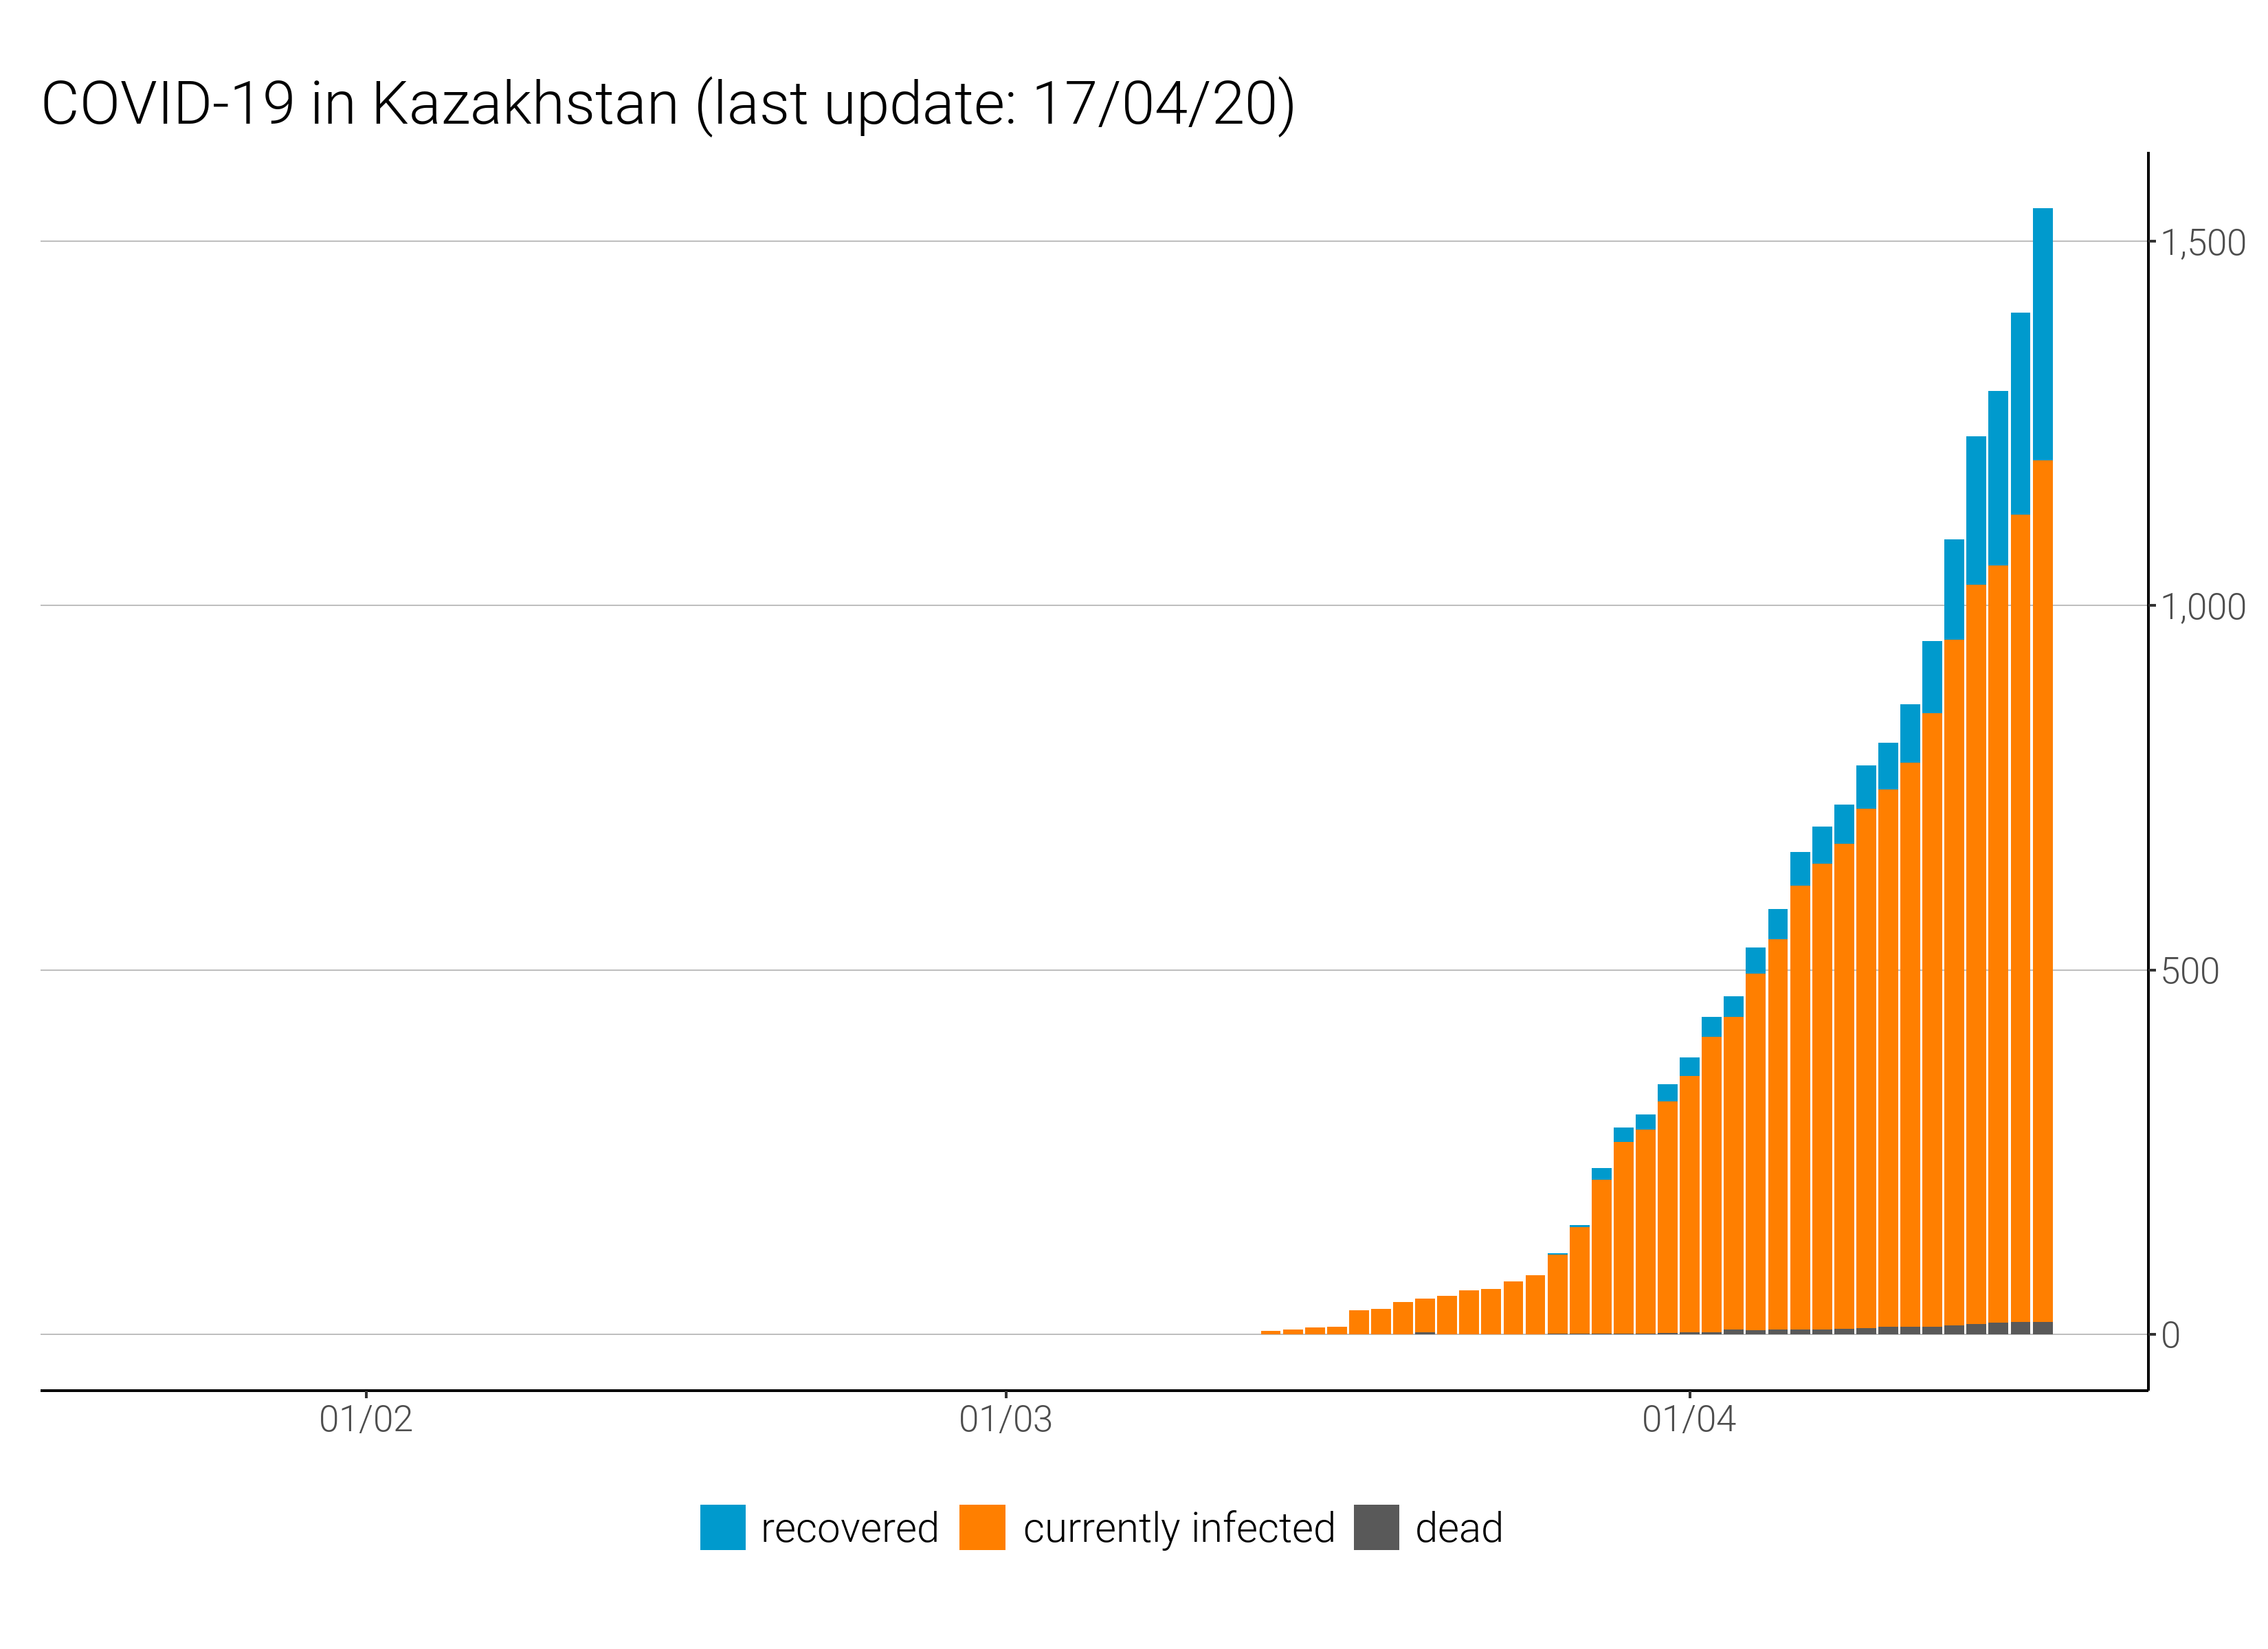 COVID-19 in Kazakhstan (last update: 17/04/20)
1,500
1,000
500
0
01/02 01/03 01/04
recovered currently infected dead